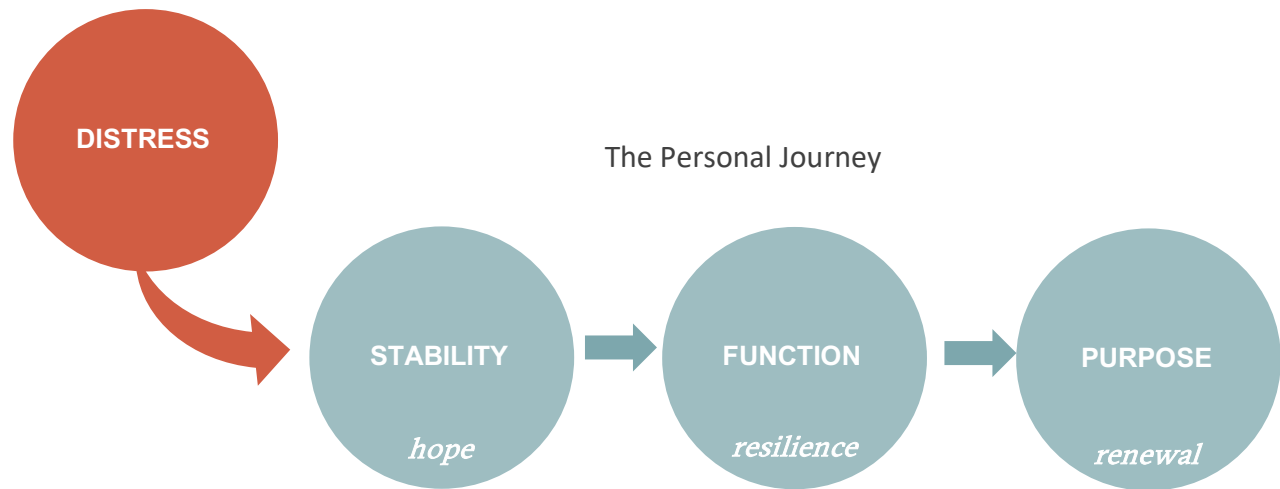 DISTRESS
The Personal Journey
STABILITY
hope
FUNCTION
resilience
PURPOSE
renewal